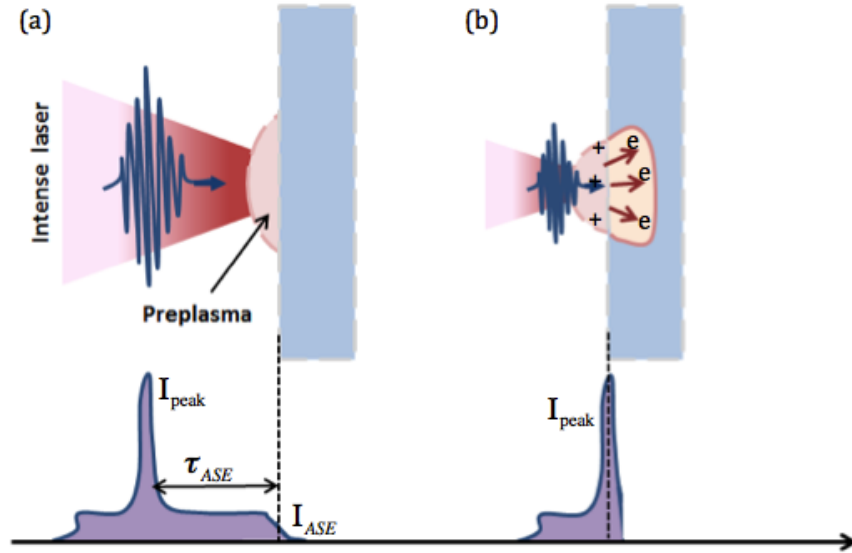 (a)
(b)
Intense laser
+
+
+
e
e
e
Preplasma
I_peak
τ_ASE
I_ASE
I_peak